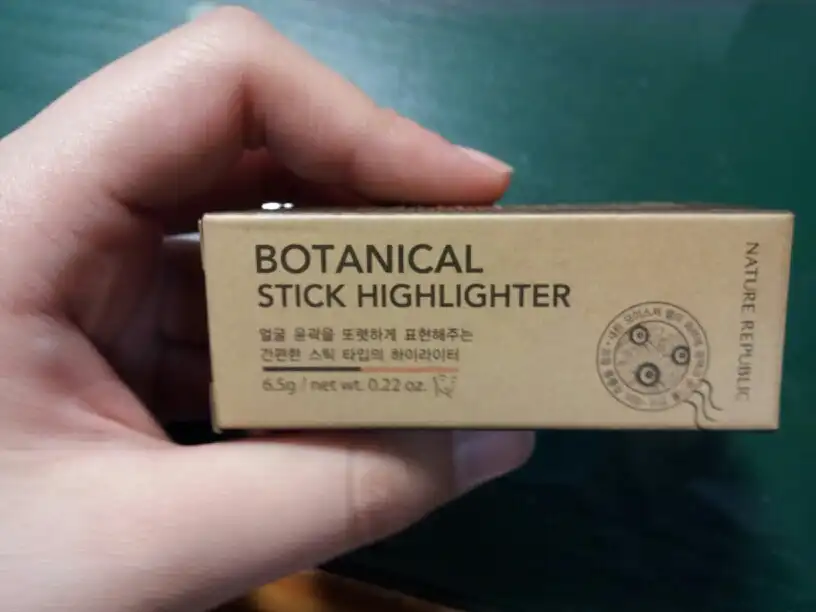 BOTANICAL
STICK HIGHLIGHTER
얼굴 윤곽을 또렷하게 표현해주는
간편한 스틱 타입의 하이라이터
6.5g / net wt. 0.22 oz.
NATURE REPUBLIC